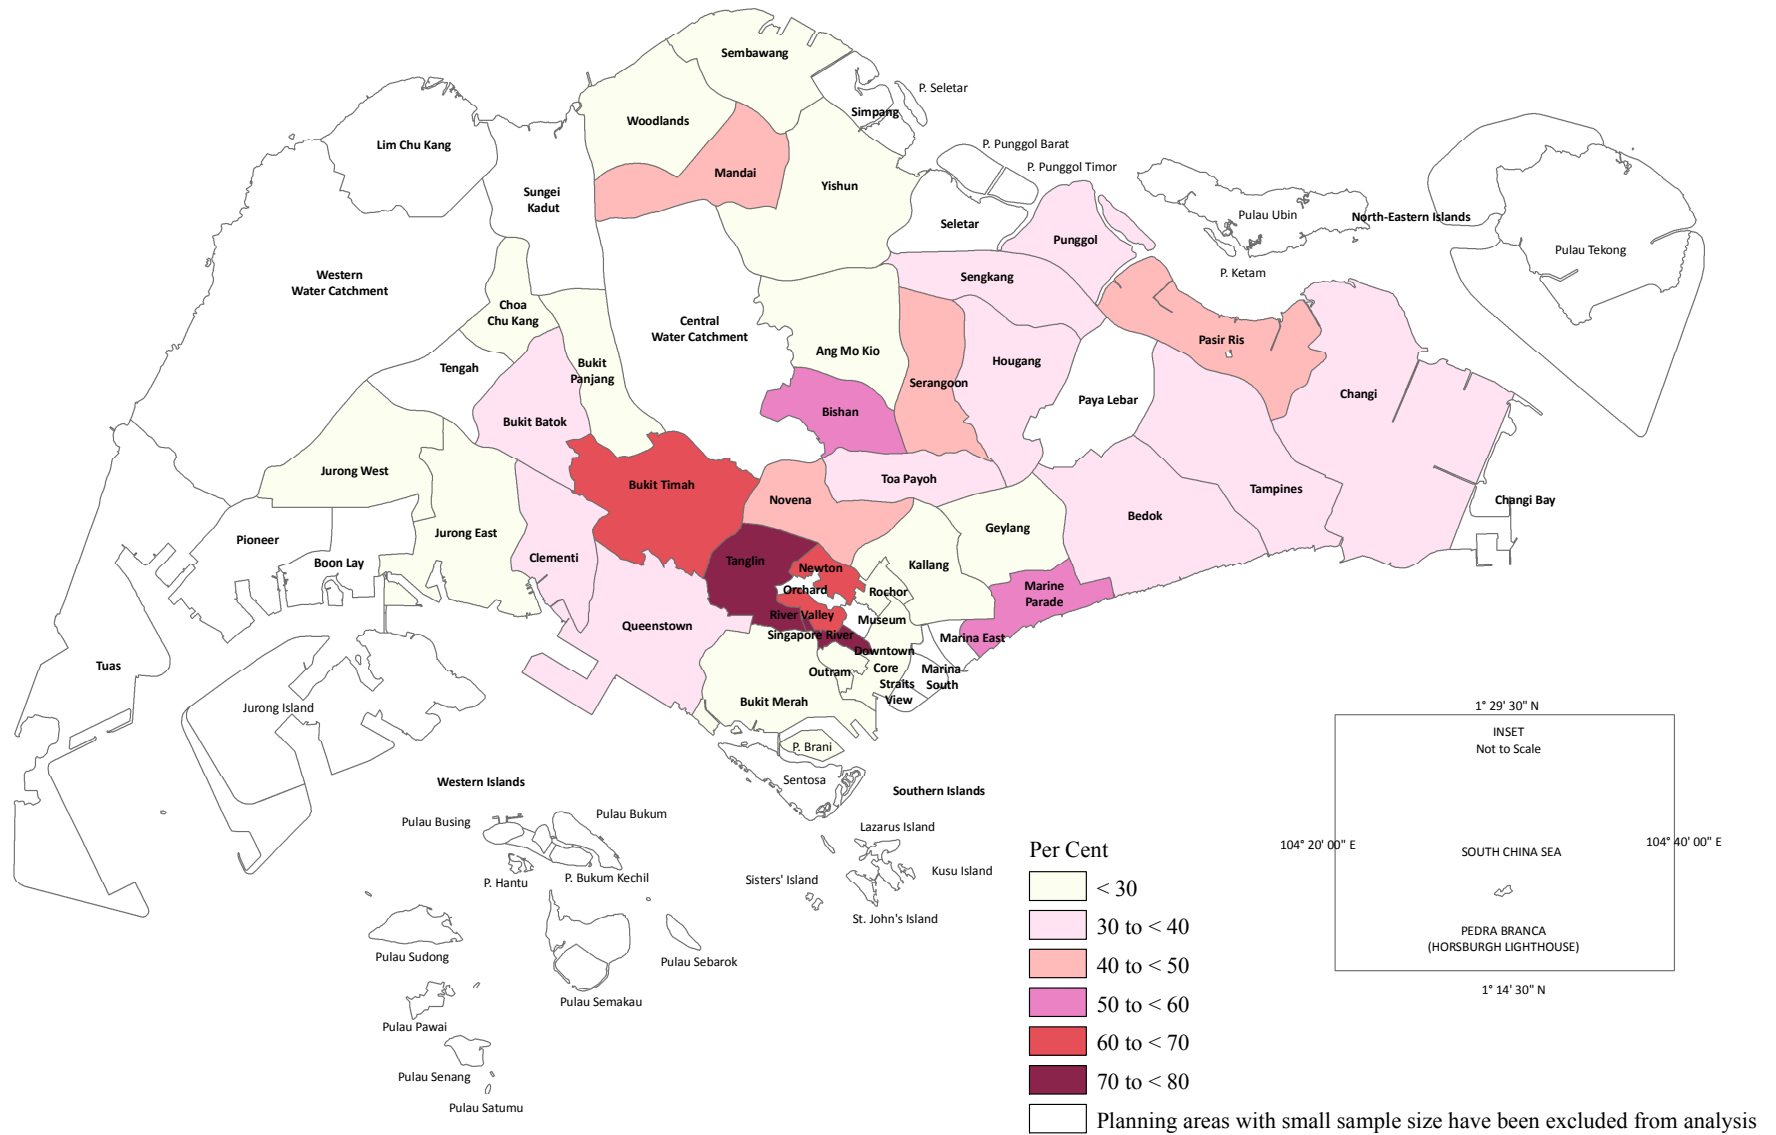 Sembawang
P. Seletar
Simpang
Woodlands
Lim Chu Kang
P. Punggol Barat
P. Punggol Timor
Mandai
Yishun
Sungei
Kadut
Seletar
Pulau Ubin
North-Eastern Islands
Punggol
Pulau Tekong
P. Ketam
Sengkang
Western
Water Catchment
Choa
Chu Kang
Central
Water Catchment
Pasir Ris
Ang Mo Kio
Hougang
Tengah
Bukit
Panjang
Serangoon
Changi
Paya Lebar
Bishan
Bukit Batok
Jurong West
Toa Payoh
Bukit Timah
Tampines
Novena
Changi Bay
Bedok
Geylang
Jurong East
Pioneer
Clementi
Boon Lay
Tanglin
Newton
Kallang
Orchard
Rochor
Marine
Parade
River Valley
Museum
Queenstown
Singapore River
Marina East
Downtown
Core
Outram
Marina
South
Straits
View
Tuas
Bukit Merah
Jurong Island
P. Brani
Sentosa
Western Islands
Southern Islands
Pulau Busing
Pulau Bukum
Lazarus Island
P. Hantu
P. Bukum Kechil
Sisters' Island
Kusu Island
St. John's Island
Pulau Sudong
Pulau Sebarok
Pulau Semakau
Pulau Pawai
Pulau Senang
Pulau Satumu
1° 29' 30" N
INSET
Not to Scale
104° 20' 00" E
104° 40' 00" E
SOUTH CHINA SEA
PEDRA BRANCA
(HORSBURGH LIGHTHOUSE)
1° 14' 30" N
Per Cent
< 30
30 to < 40
40 to < 50
50 to < 60
60 to < 70
70 to < 80
Planning areas with small sample size have been excluded from analysis